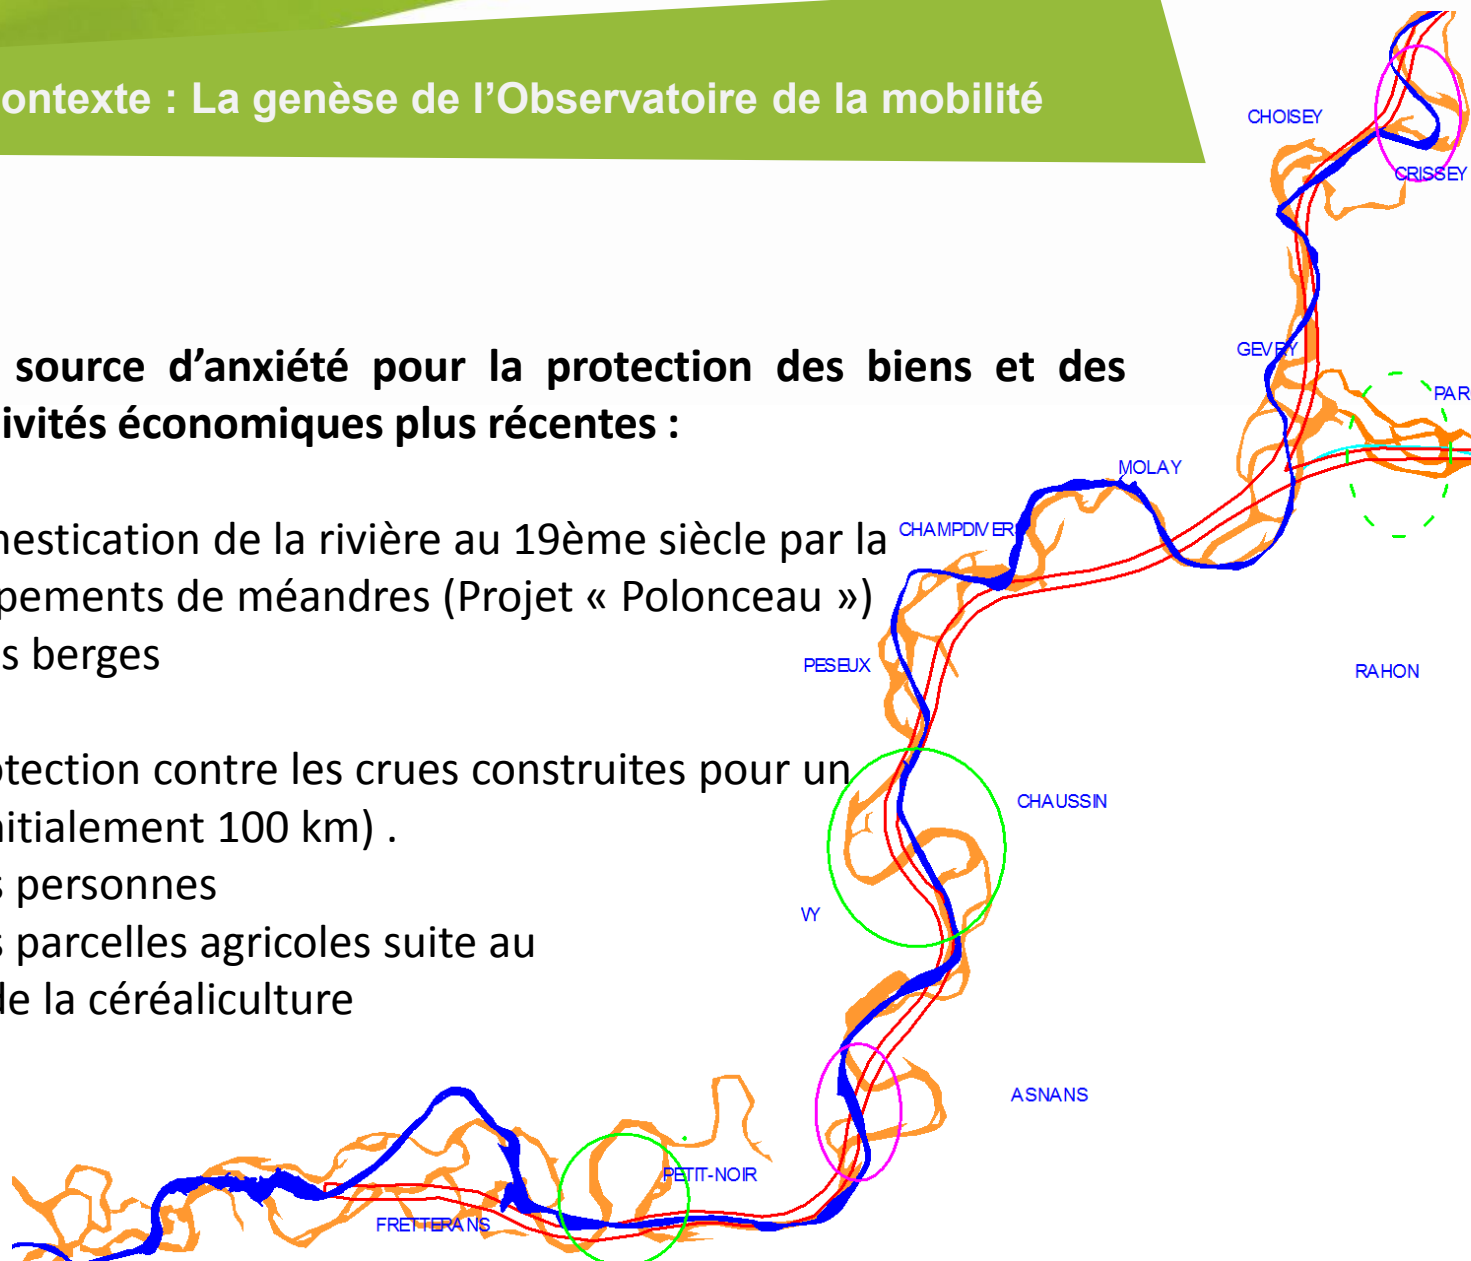 ontexte : La genèse de l’Observatoire de la mobilité
source d’anxiété pour la protection des biens et des
ivités économiques plus récentes :
nestication de la rivière au 19ème siècle par la
pements de méandres (Projet « Polonceau »)
s berges
otection contre les crues construites pour un
nitialement 100 km) .
s personnes
s parcelles agricoles suite au
de la céréaliculture
CHOISEY
CRISSEY
GEVRY
PAR
MOLAY
CHAMPDIVER
PESEUX
RAHON
CHAUSSIN
VY
ASNANS
PETIT-NOIR
FRETTERANS